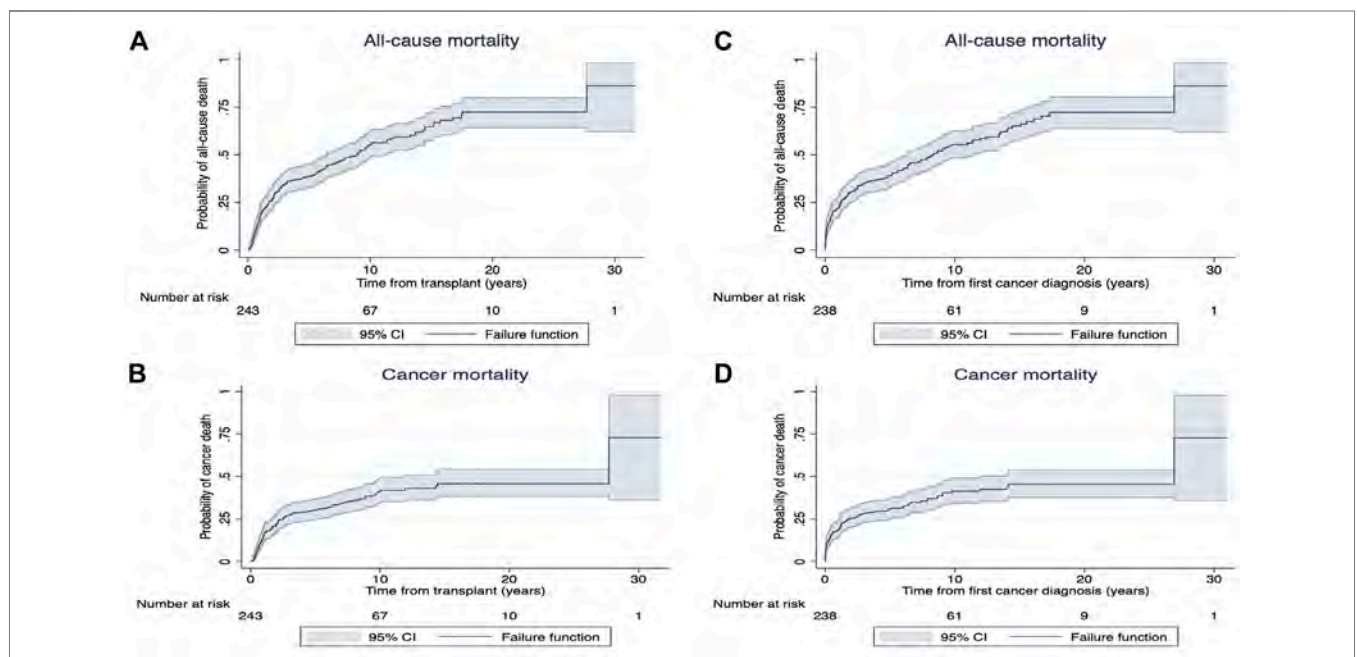 A
All-cause mortality
Probability of all-cause death
1
.75
.5
.25
0
0 10 20 30
Time from transplant (years)
Number at risk
243 67 10 1
95% CI Failure function
C
All-cause mortality
Probability of all-cause death
1
.75
.5
.25
0
0 10 20 30
Time from first cancer diagnosis (years)
Number at risk
238 61 9 1
95% CI Failure function
B
Cancer mortality
Probability of cancer death
1
.75
.5
.25
0
0 10 20 30
Time from transplant (years)
Number at risk
243 67 10 1
95% CI Failure function
D
Cancer mortality
Probability of cancer death
1
.75
.5
.25
0
0 10 20 30
Time from first cancer diagnosis (years)
Number at risk
238 61 9 1
95% CI Failure function